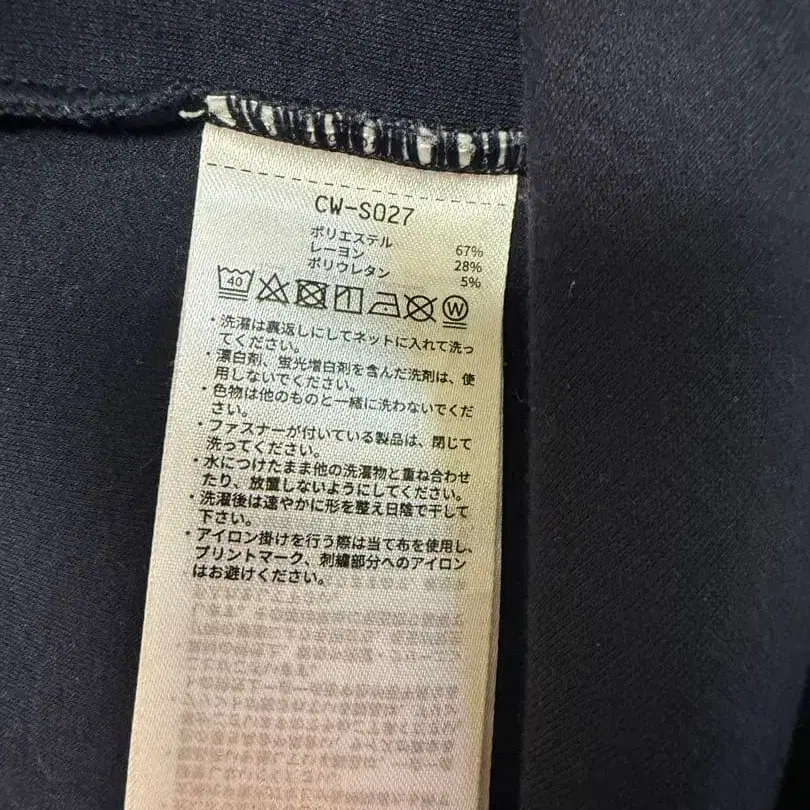 CW-S027
ポリエステル 67%
レーヨン 28%
ポリウレタン 5%
40 W
・洗濯は裏返しにしてネットに入れて洗っ
てください。
・漂白剤、蛍光増白剤を含んだ洗剤は、使
用しないでください。
・色物は他のものと一緒に洗わないでくだ
さい。
・ファスナーが付いている製品は、閉じて
洗ってください。
・水につけたまま他の洗濯物と重ね合わせ
たり、放置しないようにしてください。
・洗濯後は速やかに形を整え日陰で干して
下さい。
・アイロン掛けを行う際は当て布を使用し、
プリントマーク、刺繍部分へのアイロン
はお避けください。